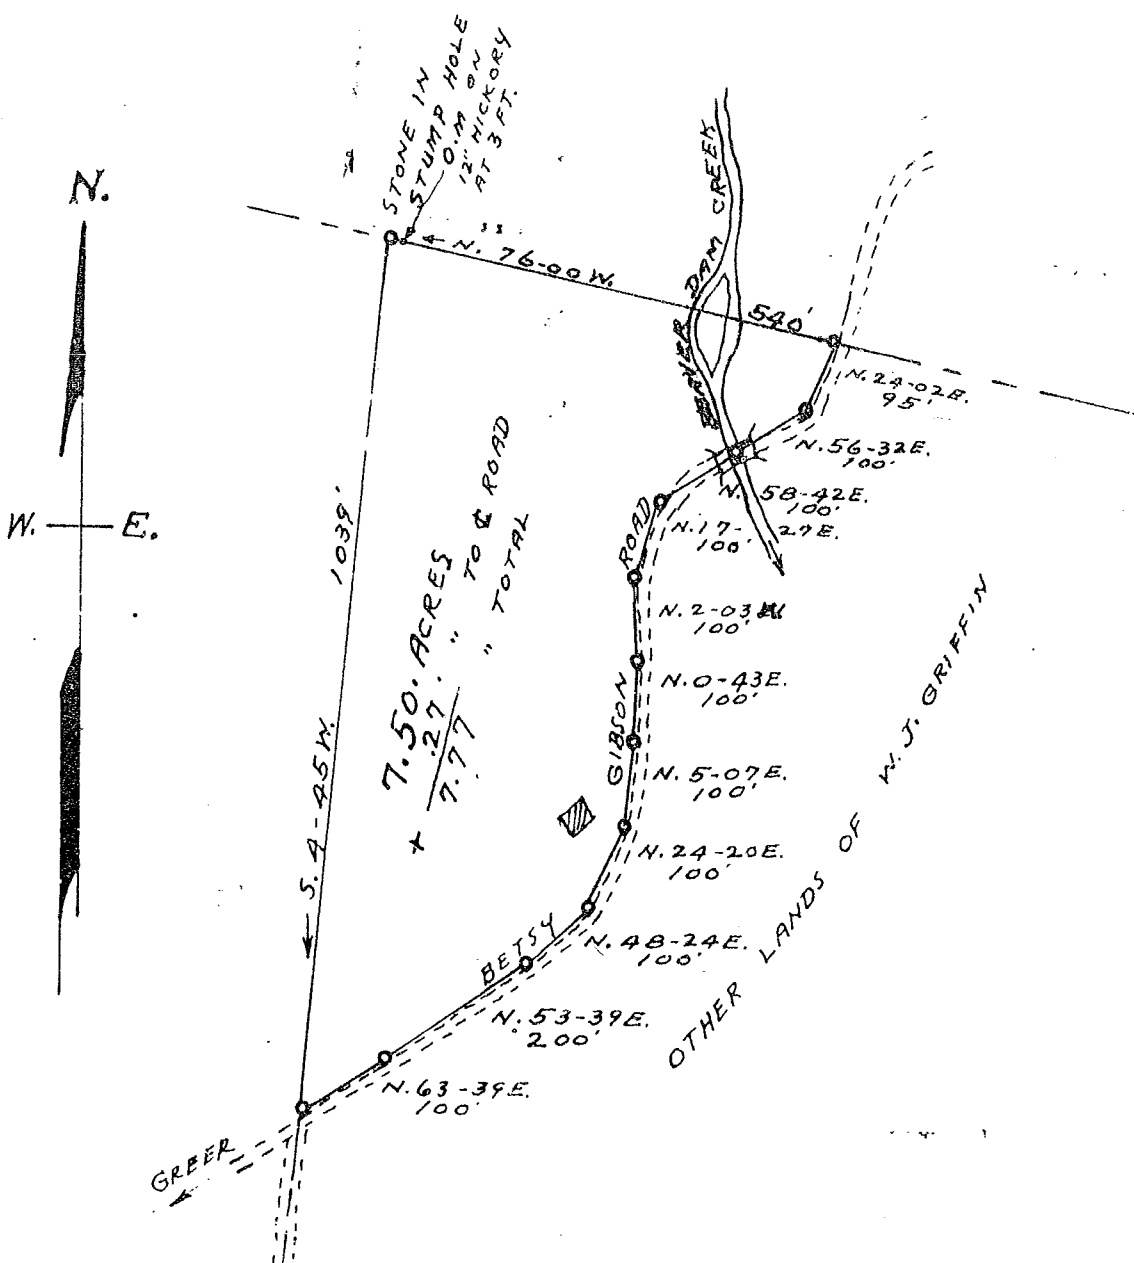 STONE IN
STUMP HOLE
O.M ON
12" HICKORY
AT 3 FT.
N.
N. 76-00 W.
540'
BEAVER DAM CREEK
N. 24-02 E.
95'
N. 56-32 E.
100'
N. 58-42 E.
100'
N. 17-27 E.
100'
W. E.
1039'
S. 4-45 W.
7.50. ACRES
+ .27. " TO ℄ ROAD
7.77 " TOTAL
N. 2-03 W
100'
N. 0-43 E.
100'
N. 5-07 E.
100'
N. 24-20 E.
100'
N. 48-24 E.
100'
N. 53-39 E.
200'
N. 63-39 E.
100'
BETSY GIBSON ROAD
OTHER LANDS OF W. J. GRIFFIN
GREER